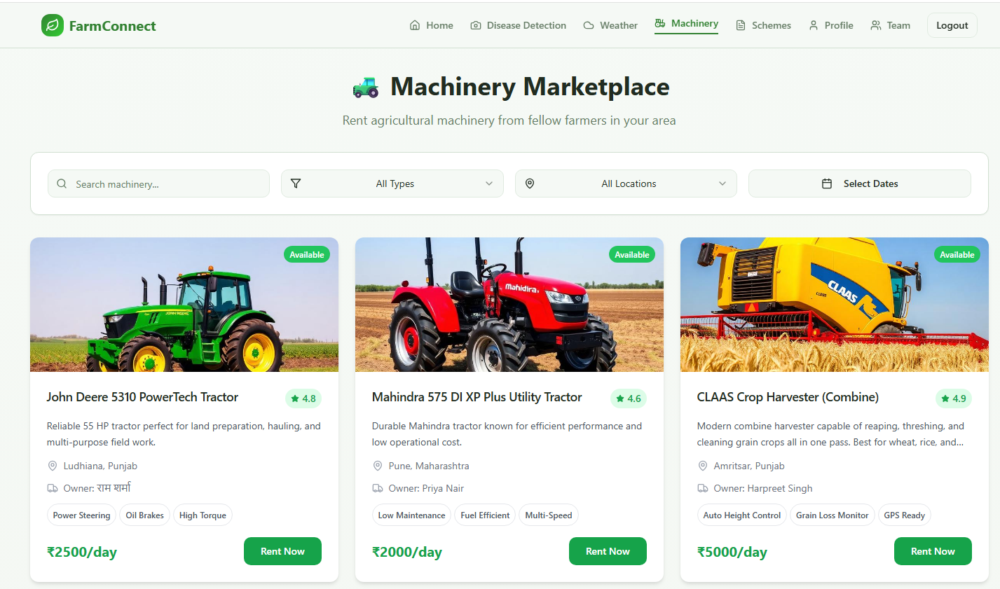 FarmConnect
Home
Disease Detection
Weather
Machinery
Schemes
Profile
Team
Logout
Machinery Marketplace
Rent agricultural machinery from fellow farmers in your area
Search machinery...
All Types
All Locations
Select Dates
Available
Available
Mahidira
Available
CLAAS
John Deere 5310 PowerTech Tractor
4.8
Reliable 55 HP tractor perfect for land preparation, hauling, and
multi-purpose field work.
Ludhiana, Punjab
Owner: राम शर्मा
Power Steering
Oil Brakes
High Torque
₹2500/day
Rent Now
Mahindra 575 DI XP Plus Utility Tractor
4.6
Durable Mahindra tractor known for efficient performance and
low operational cost.
Pune, Maharashtra
Owner: Priya Nair
Low Maintenance
Fuel Efficient
Multi-Speed
₹2000/day
Rent Now
CLAAS Crop Harvester (Combine)
4.9
Modern combine harvester capable of reaping, threshing, and
cleaning grain crops all in one pass. Best for wheat, rice, and...
Amritsar, Punjab
Owner: Harpreet Singh
Auto Height Control
Grain Loss Monitor
GPS Ready
₹5000/day
Rent Now